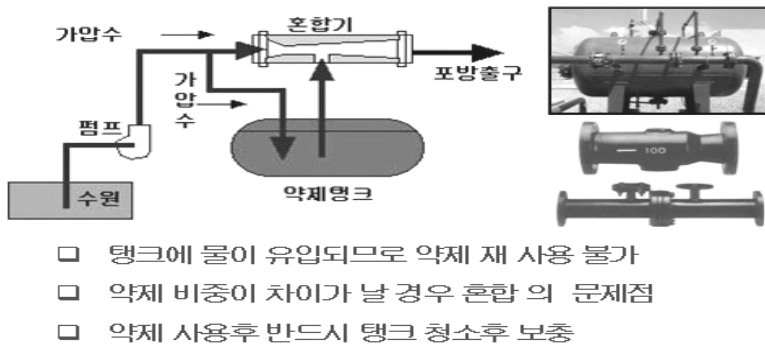 가압수
혼합기
포방출구
가
압
수
펌프
수원
약제탱크
100
탱크에 물이 유입되므로 약제 재 사용 불가
약제 비중이 차이가 날 경우 혼합 의 문제점
약제 사용후 반드시 탱크 청소후 보충